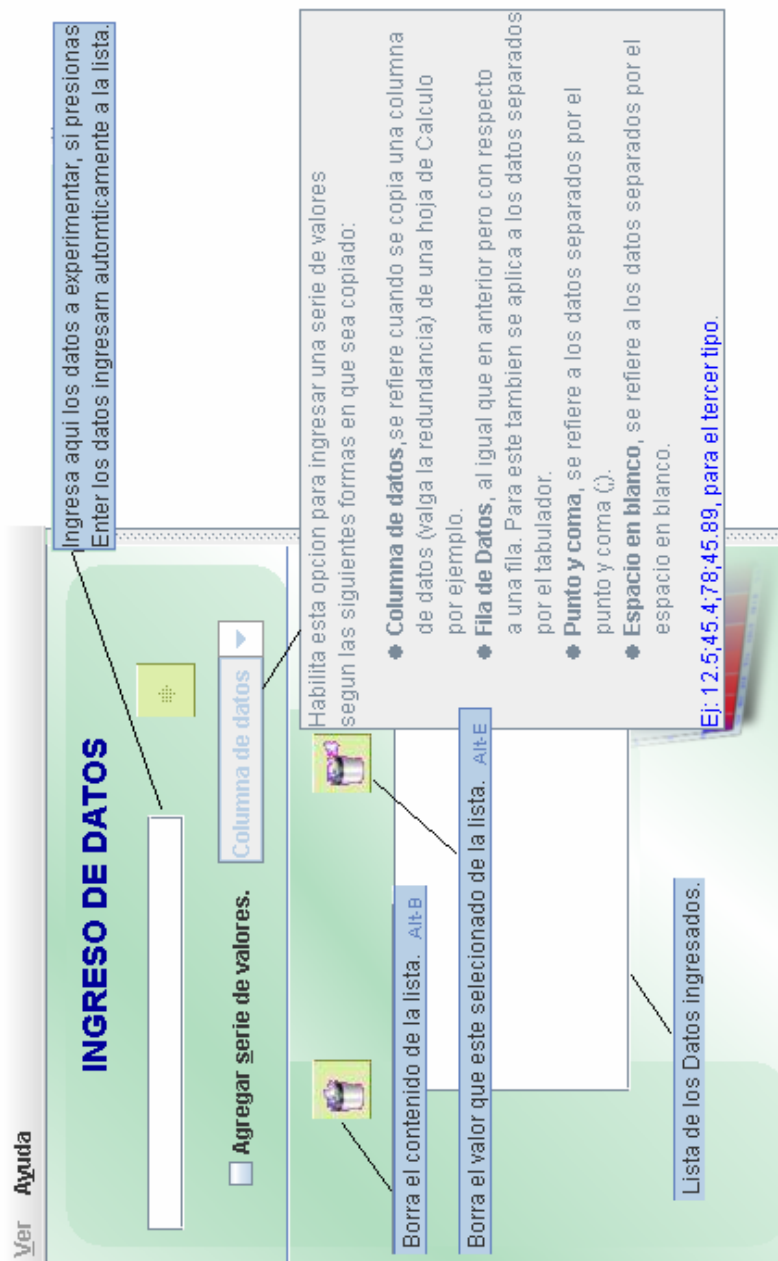 Ver Ayuda
INGRESO DE DATOS
Ingresa aqui los datos a experimentar, si presionas
Enter los datos ingresarn automticamente a la lista.
Agregar serie de valores.
Columna de datos
Habilita esta opcion para ingresar una serie de valores
segun las siguientes formas en que sea copiado:
Columna de datos, se refiere cuando se copia una columna
de datos (valga la redundancia) de una hoja de Calculo
por ejemplo.
Fila de Datos, al igual que en anterior pero con respecto
a una fila. Para este tambien se aplica a los datos separados
por el tabulador.
Punto y coma, se refiere a los datos separados por el
punto y coma (;).
Espacio en blanco, se refiere a los datos separados por el
espacio en blanco.
Ej: 12.5;45.4;78;45.89, para el tercer tipo.
Borra el contenido de la lista. Alt-B
Borra el valor que este selecionado de la lista. Alt-E
Lista de los Datos ingresados.